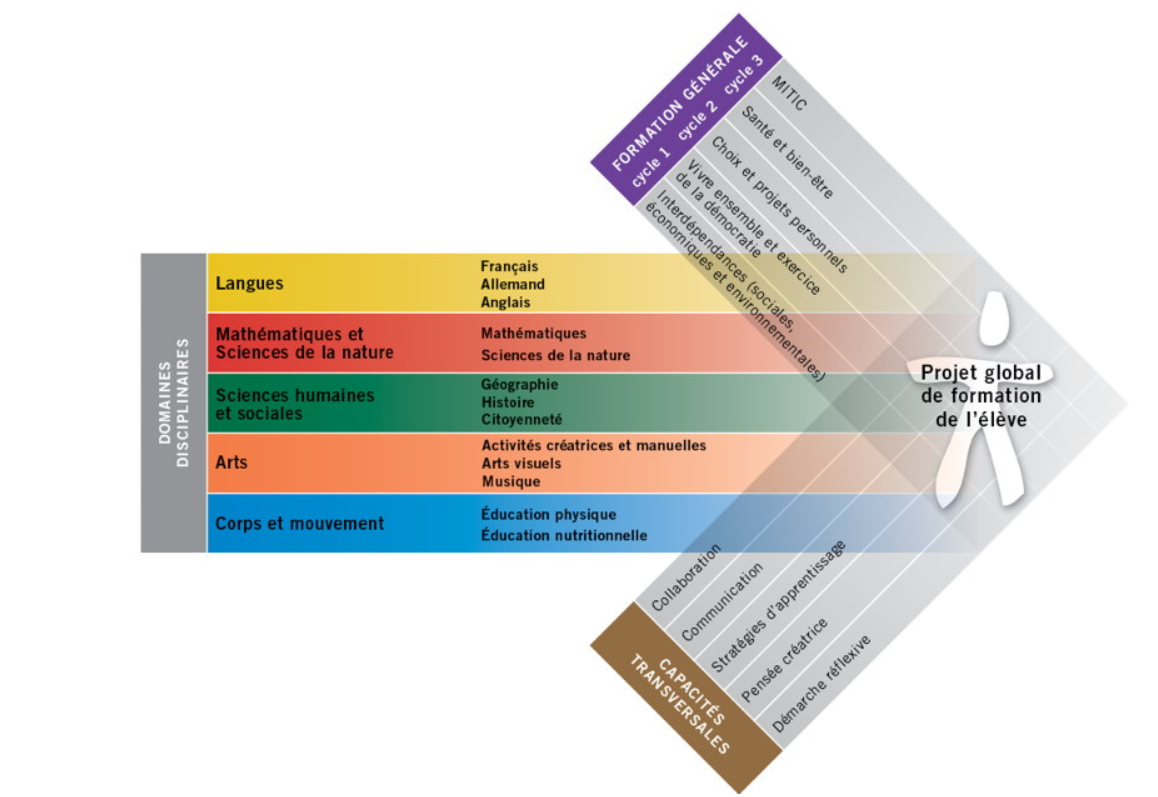 FORMATION GÉNÉRALE
cycle 1 cycle 2 cycle 3
MITIC
Santé et bien-être
Choix et projets personnels
Vivre ensemble et exercice
de la démocratie
Interdépendances (sociales,
économiques et environnementales)
DOMAINES
DISCIPLINAIRES
Langues
Français
Allemand
Anglais
Mathématiques et
Sciences de la nature
Mathématiques
Sciences de la nature
Sciences humaines
et sociales
Géographie
Histoire
Citoyenneté
Arts
Activités créatrices et manuelles
Arts visuels
Musique
Corps et mouvement
Éducation physique
Éducation nutritionnelle
Projet global
de formation
de l'élève
Collaboration
Communication
Stratégies d'apprentissage
Pensée créatrice
Démarche réflexive
CAPACITÉS
TRANSVERSALES